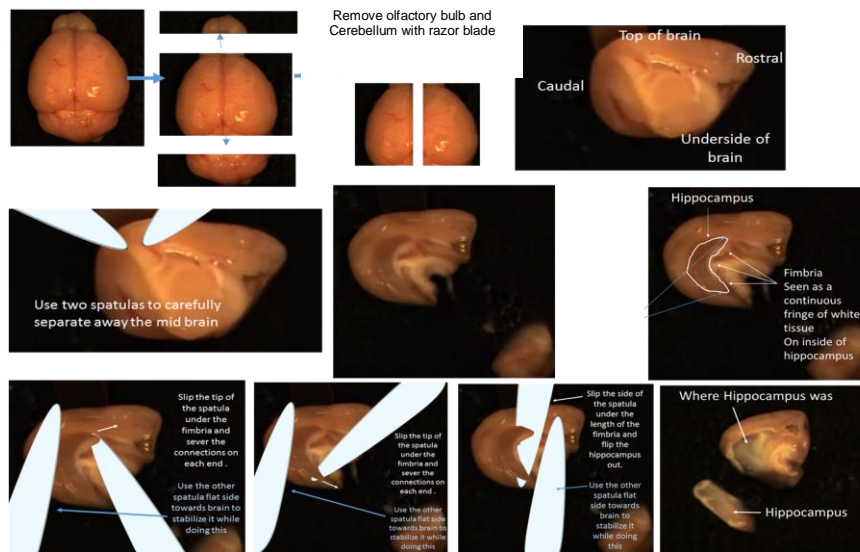 Remove olfactory bulb and
Cerebellum with razor blade
Top of brain
Rostral
Caudal
Underside of
brain
Use two spatulas to carefully
separate away the mid brain
Hippocampus
Fimbria
Seen as a
continuous
fringe of white
tissue
On inside of
hippocampus
Slip the tip of
the spatula
under the
fimbria and
sever the
connections on
each end .
Use the other
spatula flat side
towards brain to
stabilize it while
doing this
Slip the tip of
the spatula
under the
fimbria and
sever the
connections on
each end .
Use the other
spatula flat side
towards brain to
stabilize it while
doing this
Slip the side of
the spatula
under the
length of the
fimbria and
flip the
hippocampus
out.
Use the other
spatula flat
side towards
brain to
stabilize it
while doing
this
Where Hippocampus was
Hippocampus